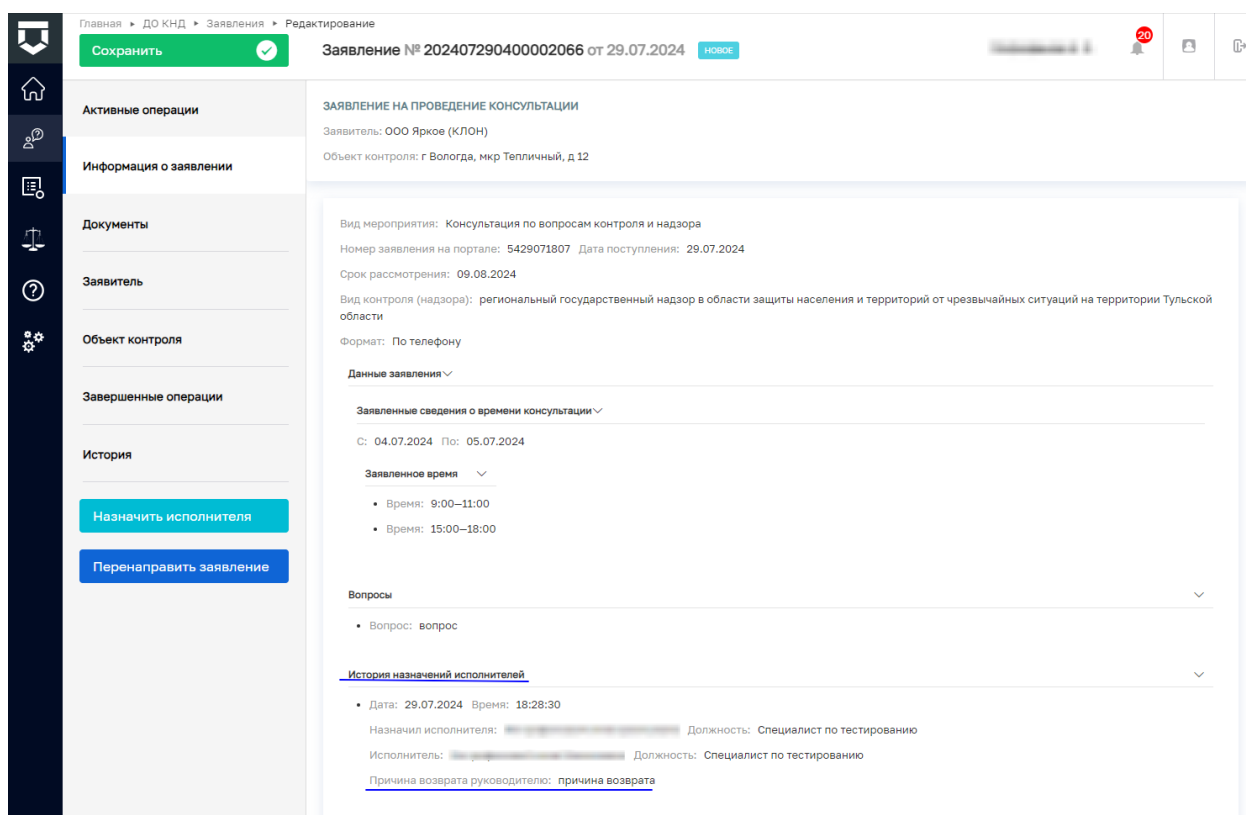 Главная ▸ ДО КНД ▸ Заявления ▸ Редактирование
Сохранить
Заявление № 202407290400002066 от 29.07.2024 НОВОЕ
20
Активные операции
Информация о заявлении
Документы
Заявитель
Объект контроля
Завершенные операции
История
Назначить исполнителя
Перенаправить заявление
ЗАЯВЛЕНИЕ НА ПРОВЕДЕНИЕ КОНСУЛЬТАЦИИ
Заявитель: ООО Яркое (КЛОН)
Объект контроля: г Вологда, мкр Тепличный, д 12
Вид мероприятия: Консультация по вопросам контроля и надзора
Номер заявления на портале: 5429071807 Дата поступления: 29.07.2024
Срок рассмотрения: 09.08.2024
Вид контроля (надзора): региональный государственный надзор в области защиты населения и территорий от чрезвычайных ситуаций на территории Тульской
области
Формат: По телефону
Данные заявления
Заявленные сведения о времени консультации
С: 04.07.2024 По: 05.07.2024
Заявленное время
• Время: 9:00—11:00
• Время: 15:00—18:00
Вопросы
• Вопрос: вопрос
История назначений исполнителей
• Дата: 29.07.2024 Время: 18:28:30
Назначил исполнителя: Должность: Специалист по тестированию
Исполнитель: Должность: Специалист по тестированию
Причина возврата руководителю: причина возврата